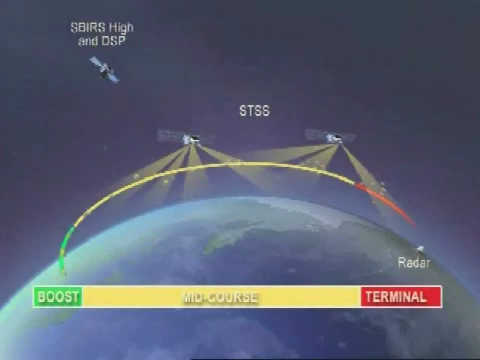 SBIRS High
and DSP
STSS
Radar
BOOST
MID-COURSE
TERMINAL